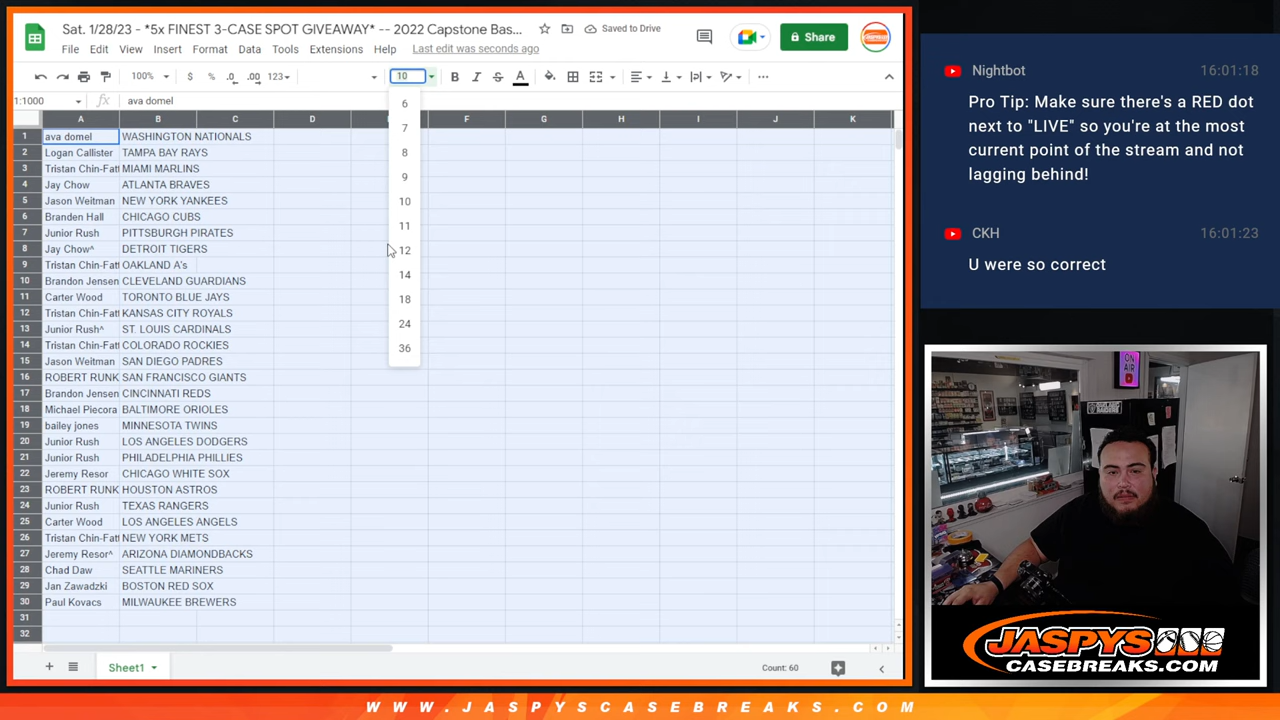 Sat. 1/28/23 - *5x FINEST 3-CASE SPOT GIVEAWAY* -- 2022 Capstone Bas...
Saved to Drive
Share
File Edit View Insert Format Data Tools Extensions Help Last edit was seconds ago
100% $ % .0 .00 123 10
1:1000 fx ava domel
A B C D F G H I J K
1 ava domel WASHINGTON NATIONALS
2 Logan Callister TAMPA BAY RAYS
3 Tristan Chin-Fatt MIAMI MARLINS
4 Jay Chow ATLANTA BRAVES
5 Jason Weitman NEW YORK YANKEES
6 Branden Hall CHICAGO CUBS
7 Junior Rush PITTSBURGH PIRATES
8 Jay Chow^ DETROIT TIGERS
9 Tristan Chin-Fatt OAKLAND A's
10 Brandon Jensen CLEVELAND GUARDIANS
11 Carter Wood TORONTO BLUE JAYS
12 Tristan Chin-Fatt KANSAS CITY ROYALS
13 Junior Rush^ ST. LOUIS CARDINALS
14 Tristan Chin-Fatt COLORADO ROCKIES
15 Jason Weitman SAN DIEGO PADRES
16 ROBERT RUNK SAN FRANCISCO GIANTS
17 Brandon Jensen CINCINNATI REDS
18 Michael Piecora BALTIMORE ORIOLES
19 bailey jones MINNESOTA TWINS
20 Junior Rush LOS ANGELES DODGERS
21 Junior Rush PHILADELPHIA PHILLIES
22 Jeremy Resor CHICAGO WHITE SOX
23 ROBERT RUNK HOUSTON ASTROS
24 Junior Rush TEXAS RANGERS
25 Carter Wood LOS ANGELES ANGELS
26 Tristan Chin-Fatt NEW YORK METS
27 Jeremy Resor^ ARIZONA DIAMONDBACKS
28 Chad Daw SEATTLE MARINERS
29 Jan Zawadzki BOSTON RED SOX
30 Paul Kovacs MILWAUKEE BREWERS
31
32
6
7
8
9
10
11
12
14
18
24
36
Sheet1
Count: 60
Nightbot 16:01:18
Pro Tip: Make sure there's a RED dot
next to "LIVE" so you're at the most
current point of the stream and not
lagging behind!
CKH 16:01:23
U were so correct
ON AIR
JASPYS
CASEBREAKS.COM
WWW.JASPYSCASEBREAKS.COM